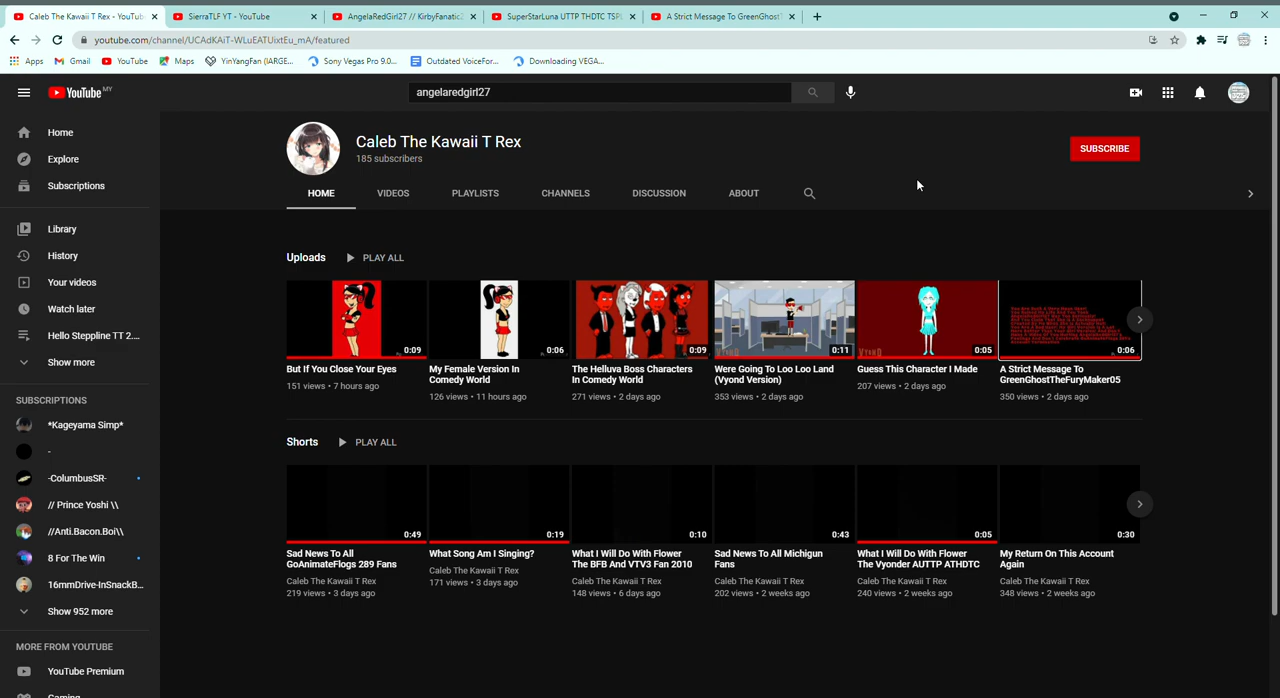 Caleb The Kawaii T Rex - YouTub
SierraTLF YT - YouTube
AngelaRedGirl27 // KirbyFanatic2
SuperStarLuna UTTP THDTC TSPL
A Strict Message To GreenGhostT
youtube.com/channel/UCAdKAiT-WLuEATUixtEu_mA/featured
Apps
Gmail
YouTube
Maps
YinYangFan (lARGE...
Sony Vegas Pro 9.0...
Outdated VoiceFor...
Downloading VEGA...
YouTube MY
angelaredgirl27
Home
Explore
Subscriptions
Library
History
Your videos
Watch later
Hello Steppline TT 2....
Show more
SUBSCRIPTIONS
*Kageyama Simp*
-
-ColumbusSR-
// Prince Yoshi \\
//Anti.Bacon.Boi\\
8 For The Win
16mmDrive-InSnackB...
Show 952 more
MORE FROM YOUTUBE
YouTube Premium
Gaming
Caleb The Kawaii T Rex
185 subscribers
SUBSCRIBE
HOME
VIDEOS
PLAYLISTS
CHANNELS
DISCUSSION
ABOUT
Uploads
PLAY ALL
0:09
But If You Close Your Eyes
151 views • 7 hours ago
0:06
My Female Version In
Comedy World
126 views • 11 hours ago
0:09
The Helluva Boss Characters
In Comedy World
271 views • 2 days ago
0:11
Were Going To Loo Loo Land
(Vyond Version)
353 views • 2 days ago
VYOND
0:05
Guess This Character I Made
207 views • 2 days ago
0:06
A Strict Message To
GreenGhostTheFuryMaker05
350 views • 2 days ago
Shorts
PLAY ALL
0:49
Sad News To All
GoAnimateFlogs 289 Fans
Caleb The Kawaii T Rex
219 views • 3 days ago
0:19
What Song Am I Singing?
Caleb The Kawaii T Rex
171 views • 3 days ago
0:10
What I Will Do With Flower
The BFB And VTV3 Fan 2010
Caleb The Kawaii T Rex
148 views • 6 days ago
0:43
Sad News To All Michigun
Fans
Caleb The Kawaii T Rex
202 views • 2 weeks ago
0:05
What I Will Do With Flower
The Vyonder AUTTP ATHDTC
Caleb The Kawaii T Rex
240 views • 2 weeks ago
0:30
My Return On This Account
Again
Caleb The Kawaii T Rex
348 views • 2 weeks ago